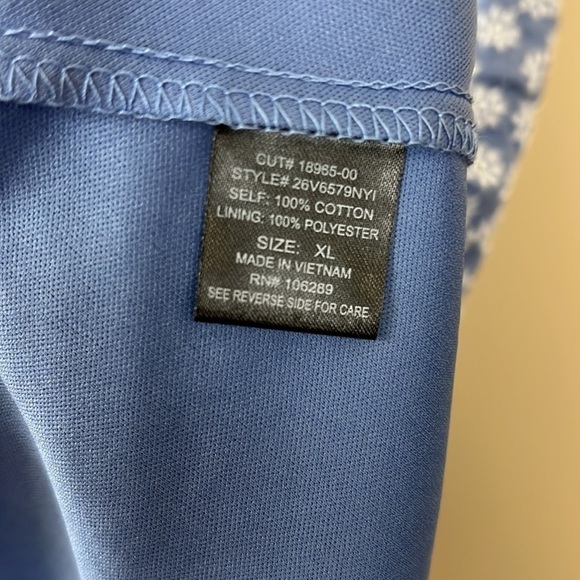 CUT# 18965-00
STYLE# 26V6579NYI
SELF: 100% COTTON
LINING: 100% POLYESTER
SIZE: XL
MADE IN VIETNAM
RN# 106289
SEE REVERSE SIDE FOR CARE